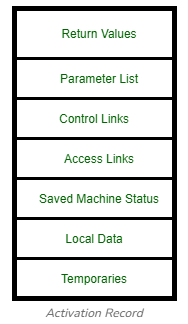 Return Values
Parameter List
Control Links
Access Links
Saved Machine Status
Local Data
Temporaries
Activation Record